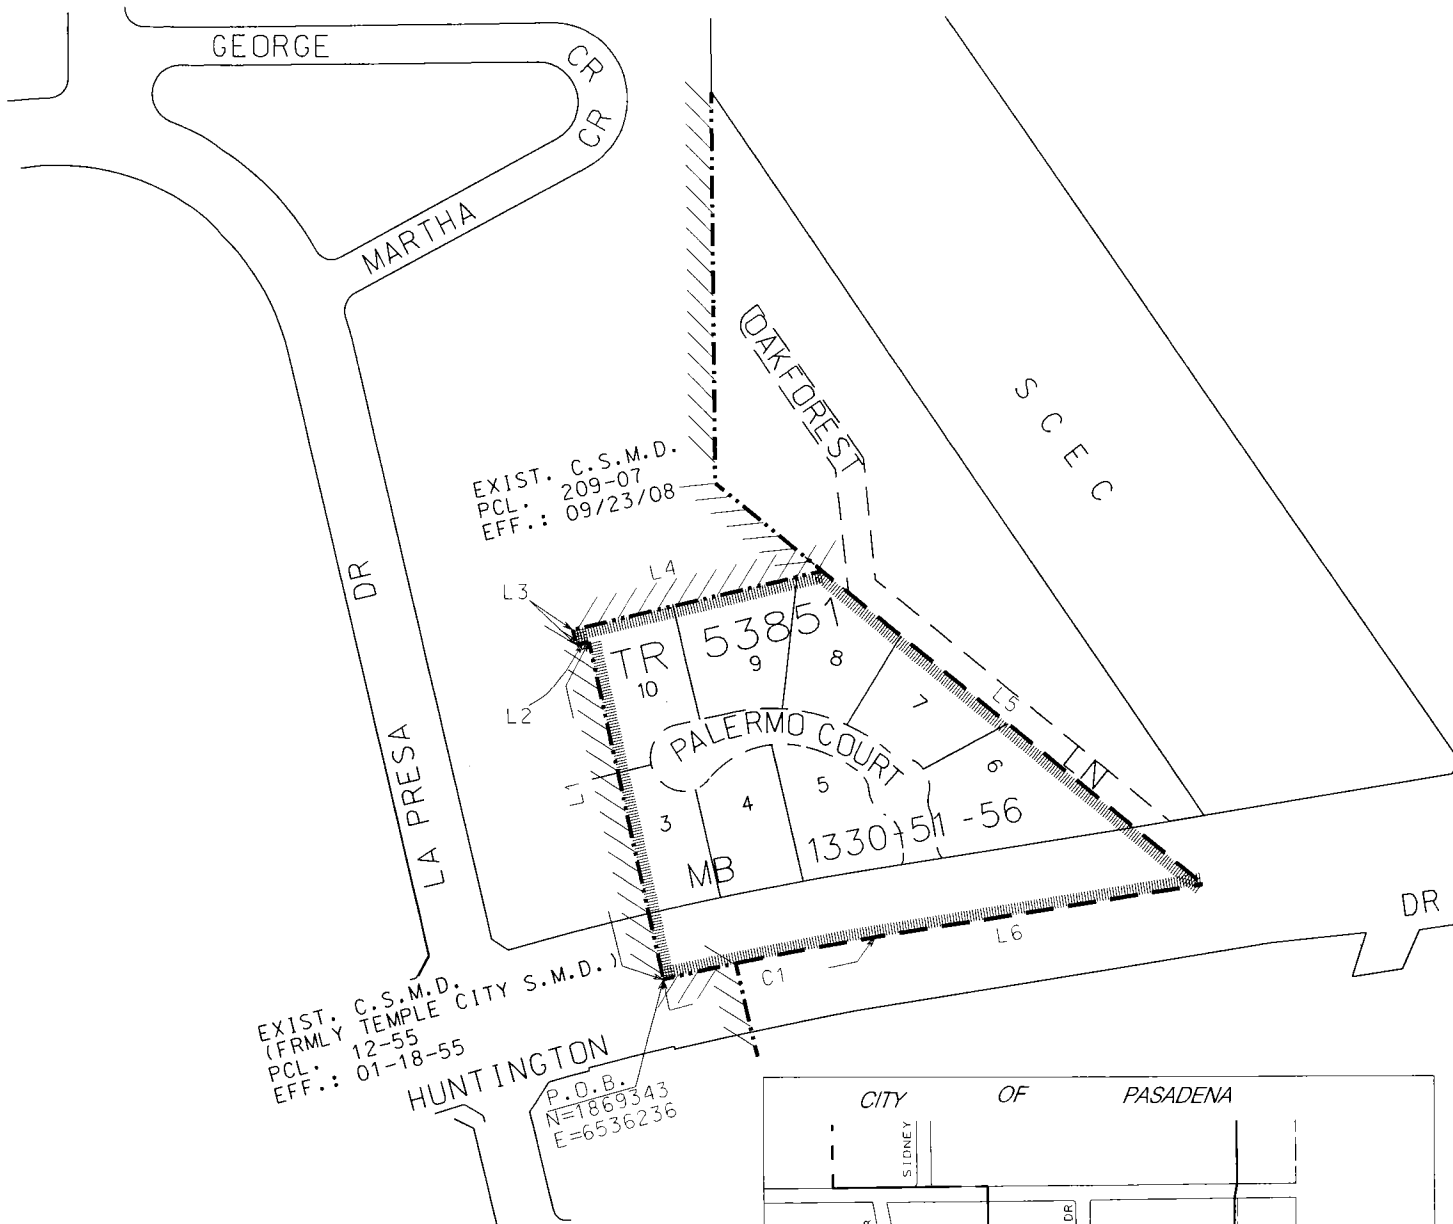 GEORGE
CR
CR
MARTHA
OAKFOREST
SCEC
EXIST. C.S.M.D.
PCL. 209-07
EFF.: 09/23/08
L4
L3
TR 53851
10
9
8
7
L5
L2
DR
PALERMO COURT
LN
6
LA PRESA
L1
3
4
5
MB 1330-51-56
DR
L6
C1
EXIST. C.S.M.D.
(FRMLY TEMPLE CITY S.M.D.)
PCL. 12-55
EFF.: 01-18-55
HUNTINGTON
P.O.B.
N=1869343
E=6536236
CITY OF PASADENA
SIDNEY
DR